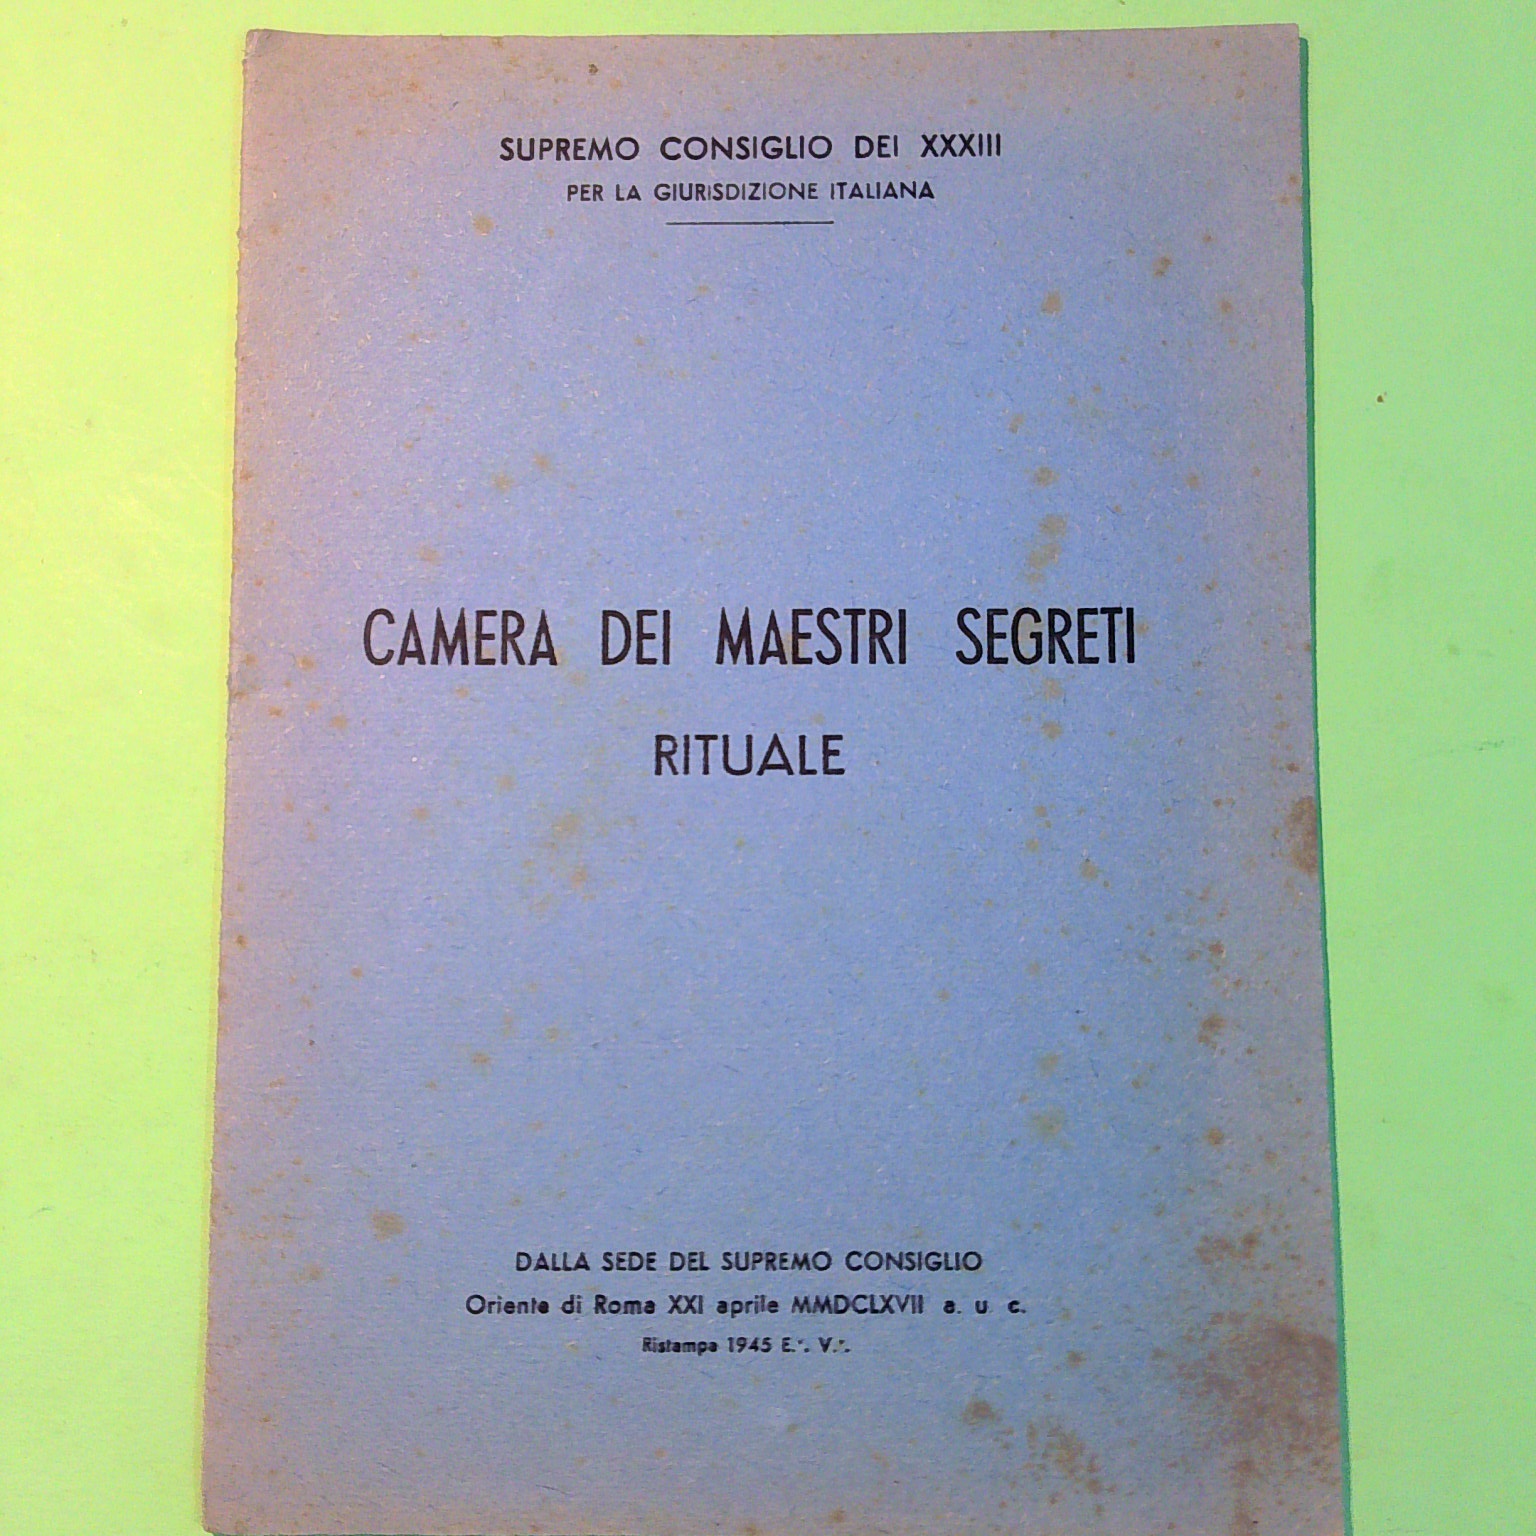 SUPREMO CONSIGLIO DEI XXXIII
PER LA GIURISDIZIONE ITALIANA
CAMERA DEI MAESTRI SEGRETI
RITUALE
DALLA SEDE DEL SUPREMO CONSIGLIO
Oriente di Roma XXI aprile MMDCLXVII a. u. c.
Ristampa 1945 E∴ V∴